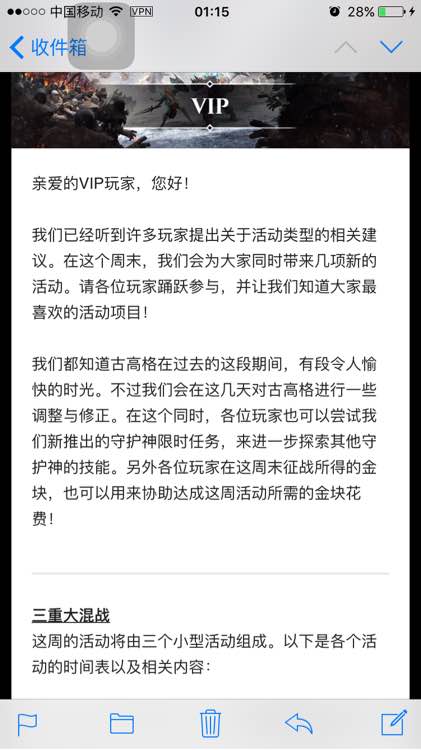 中国移动 VPN 01:15 28%
收件箱
VIP
亲爱的VIP玩家，您好！
我们已经听到许多玩家提出关于活动类型的相关建
议。在这个周末，我们会为大家同时带来几项新的
活动。请各位玩家踊跃参与，并让我们知道大家最
喜欢的活动项目！
我们都知道古高格在过去的这段期间，有段令人愉
快的时光。不过我们会在这几天对古高格进行一些
调整与修正。在这个同时，各位玩家也可以尝试我
们新推出的守护神限时任务，来进一步探索其他守
护神的技能。另外各位玩家在这周末征战所得的金
块，也可以用来协助达成这周活动所需的金块花
费！
三重大混战
这周的活动将由三个小型活动组成。以下是各个活
动的时间表以及相关内容：